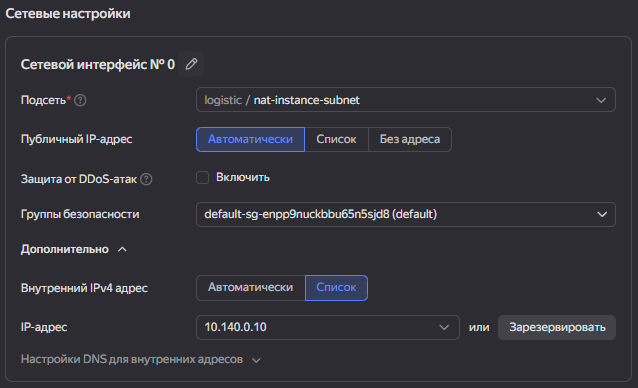 Сетевые настройки
Сетевой интерфейс № 0
Подсеть* logistic / nat-instance-subnet
Публичный IP-адрес Автоматически Список Без адреса
Защита от DDoS-атак Включить
Группы безопасности default-sg-enpp9nuckbbu65n5sjd8 (default)
Дополнительно
Внутренний IPv4 адрес Автоматически Список
IP-адрес 10.140.0.10 или Зарезервировать
Настройки DNS для внутренних адресов